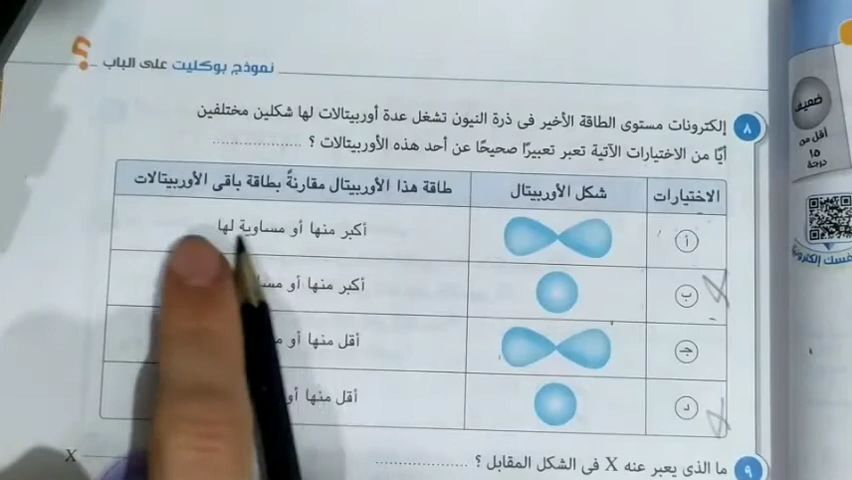 نموذج بوكليت على الباب
٨ إلكترونات مستوى الطاقة الأخير فى ذرة النيون تشغل عدة أوربيتالات لها شكلين مختلفين
أيًا من الاختيارات الآتية تعبر تعبيرًا صحيحًا عن أحد هذه الأوربيتالات ؟ ....................
الاختيارات شكل الأوربيتال طاقة هذا الأوربيتال مقارنةً بطاقة باقى الأوربيتالات
أ أكبر منها أو مساوية لها
ب أكبر منها أو
جـ أقل منها أو
د أقل منها أو
٩ ما الذى يعبر عنه X فى الشكل المقابل ؟ ....................
X
ضعيف
أقل من
١٥
درجة